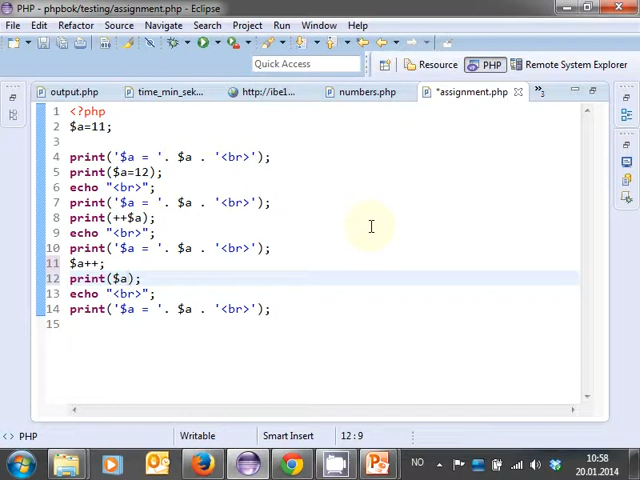 PHP - phpbok/testing/assignment.php - Eclipse
File Edit Refactor Source Navigate Search Project Run Window Help
Quick Access Resource PHP Remote System Explorer
output.php time_min_sek... http://ibe1... numbers.php *assignment.php »
1 <?php
2 $a=11;
3
4 print('$a = '. $a . '<br>');
5 print($a=12);
6 echo "<br>";
7 print('$a = '. $a . '<br>');
8 print(++$a);
9 echo "<br>";
10 print('$a = '. $a . '<br>');
11 $a++;
12 print($a);
13 echo "<br>";
14 print('$a = '. $a . '<br>');
15
<> PHP Writable Smart Insert 12:9
NO 10:58
20.01.2014